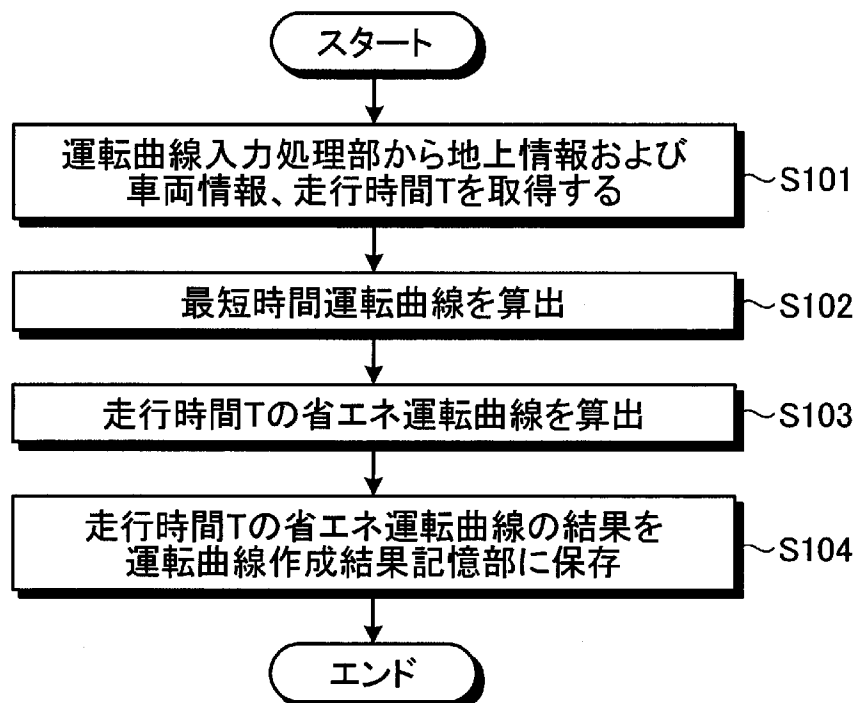 スタート
運転曲線入力処理部から地上情報および
車両情報、走行時間Tを取得する
～S101
最短時間運転曲線を算出
～S102
走行時間Tの省エネ運転曲線を算出
～S103
走行時間Tの省エネ運転曲線の結果を
運転曲線作成結果記憶部に保存
～S104
エンド